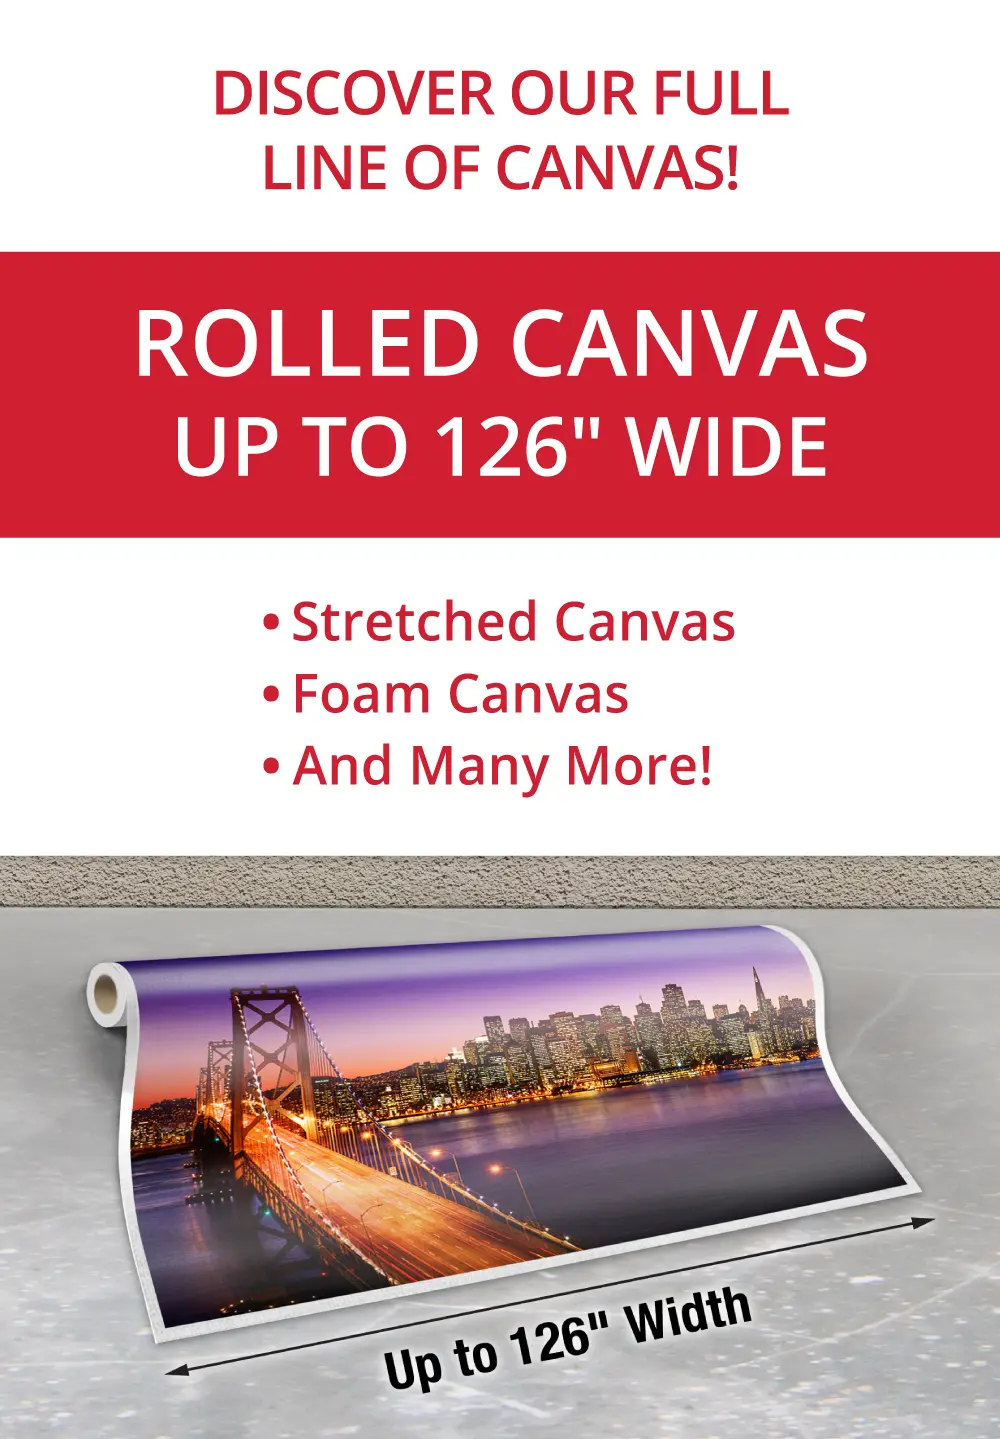 DISCOVER OUR FULL
LINE OF CANVAS!
ROLLED CANVAS
UP TO 126" WIDE
• Stretched Canvas
• Foam Canvas
• And Many More!
Up to 126" Width